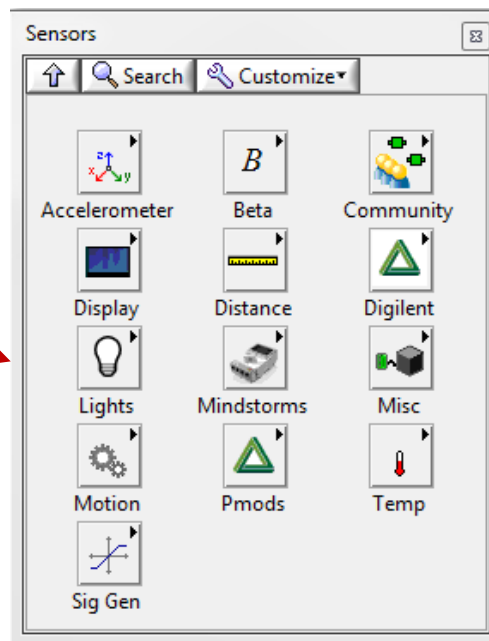 Sensors
Search Customize
Accelerometer Beta Community
Display Distance Digilent
Lights Mindstorms Misc
Motion Pmods Temp
Sig Gen